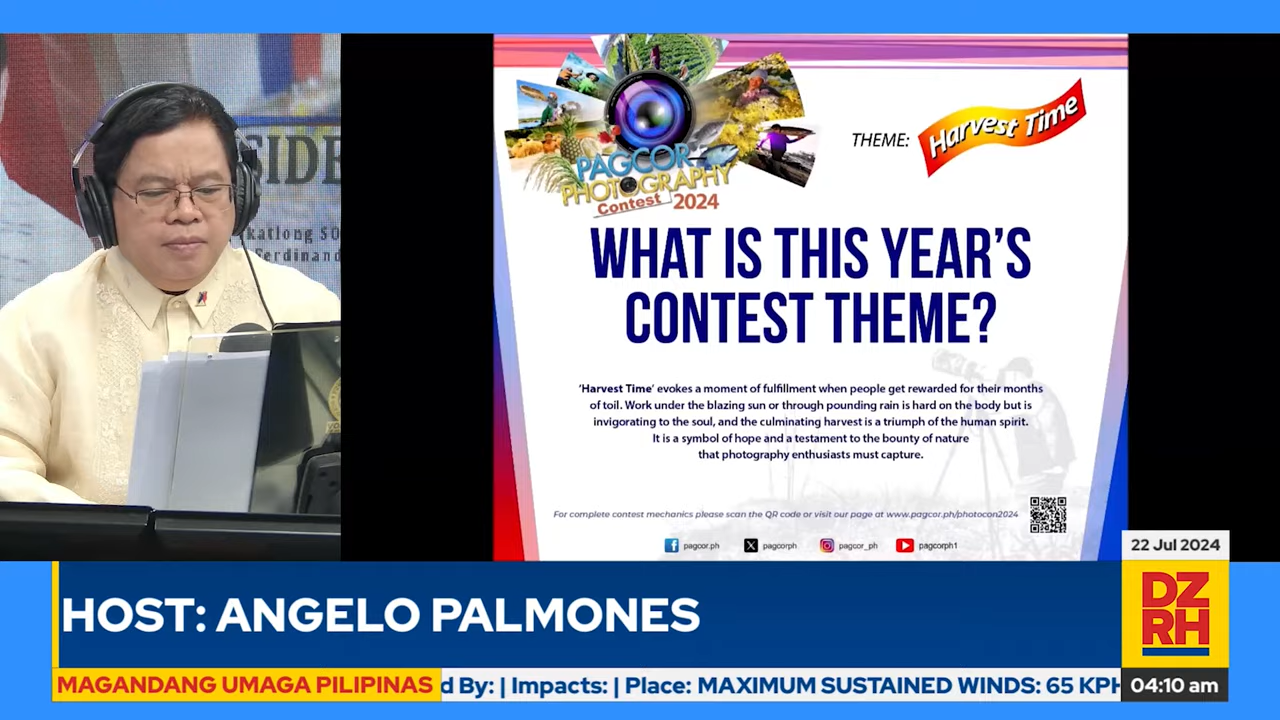 SIDE
katlong SO
Ferdinand
PAGCOR
PHOTOGRAPHY
Contest 2024
THEME: Harvest Time
WHAT IS THIS YEAR'S
CONTEST THEME?
'Harvest Time' evokes a moment of fulfillment when people get rewarded for their months
of toil. Work under the blazing sun or through pounding rain is hard on the body but is
invigorating to the soul, and the culminating harvest is a triumph of the human spirit.
It is a symbol of hope and a testament to the bounty of nature
that photography enthusiasts must capture.
For complete contest mechanics please scan the QR code or visit our page at www.pagcor.ph/photocon2024
pagcor.ph pagcorph pagcor_ph pagcorph1
22 Jul 2024
HOST: ANGELO PALMONES
DZ
RH
MAGANDANG UMAGA PILIPINAS d By: | Impacts: | Place: MAXIMUM SUSTAINED WINDS: 65 KPH 04:10 am